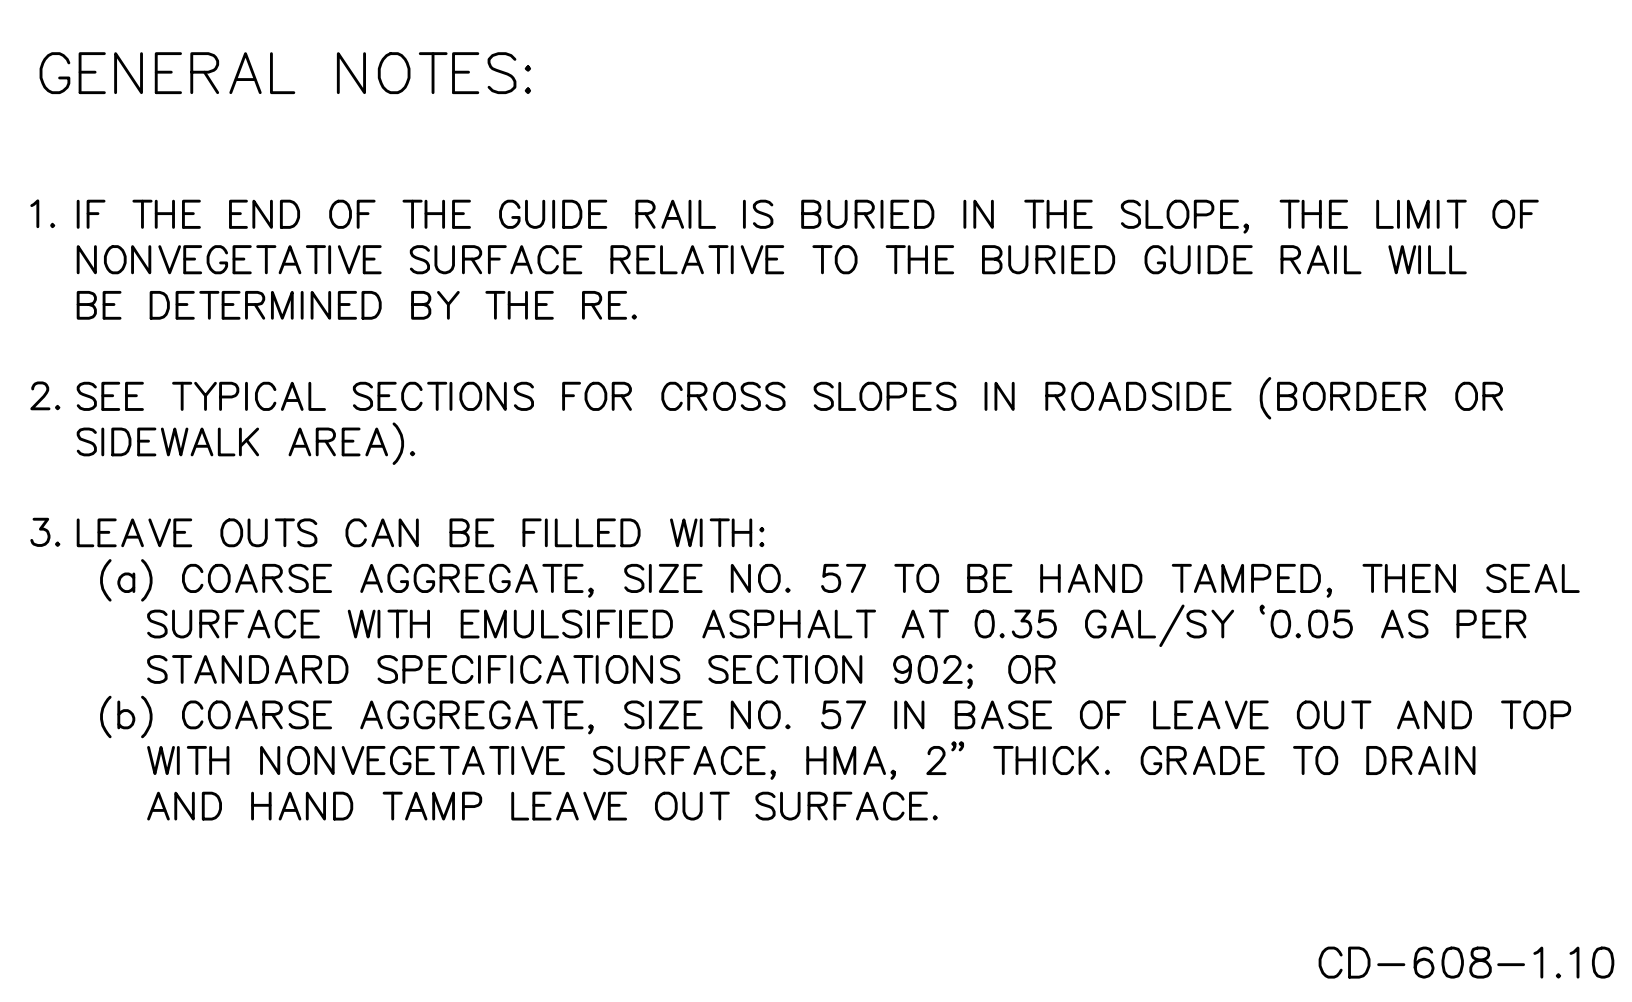 GENERAL NOTES:
1. IF THE END OF THE GUIDE RAIL IS BURIED IN THE SLOPE, THE LIMIT OF
NONVEGETATIVE SURFACE RELATIVE TO THE BURIED GUIDE RAIL WILL
BE DETERMINED BY THE RE.
2. SEE TYPICAL SECTIONS FOR CROSS SLOPES IN ROADSIDE (BORDER OR
SIDEWALK AREA).
3. LEAVE OUTS CAN BE FILLED WITH:
(a) COARSE AGGREGATE, SIZE NO. 57 TO BE HAND TAMPED, THEN SEAL
SURFACE WITH EMULSIFIED ASPHALT AT 0.35 GAL/SY ‛0.05 AS PER
STANDARD SPECIFICATIONS SECTION 902; OR
(b) COARSE AGGREGATE, SIZE NO. 57 IN BASE OF LEAVE OUT AND TOP
WITH NONVEGETATIVE SURFACE, HMA, 2” THICK. GRADE TO DRAIN
AND HAND TAMP LEAVE OUT SURFACE.
CD-608-1.10